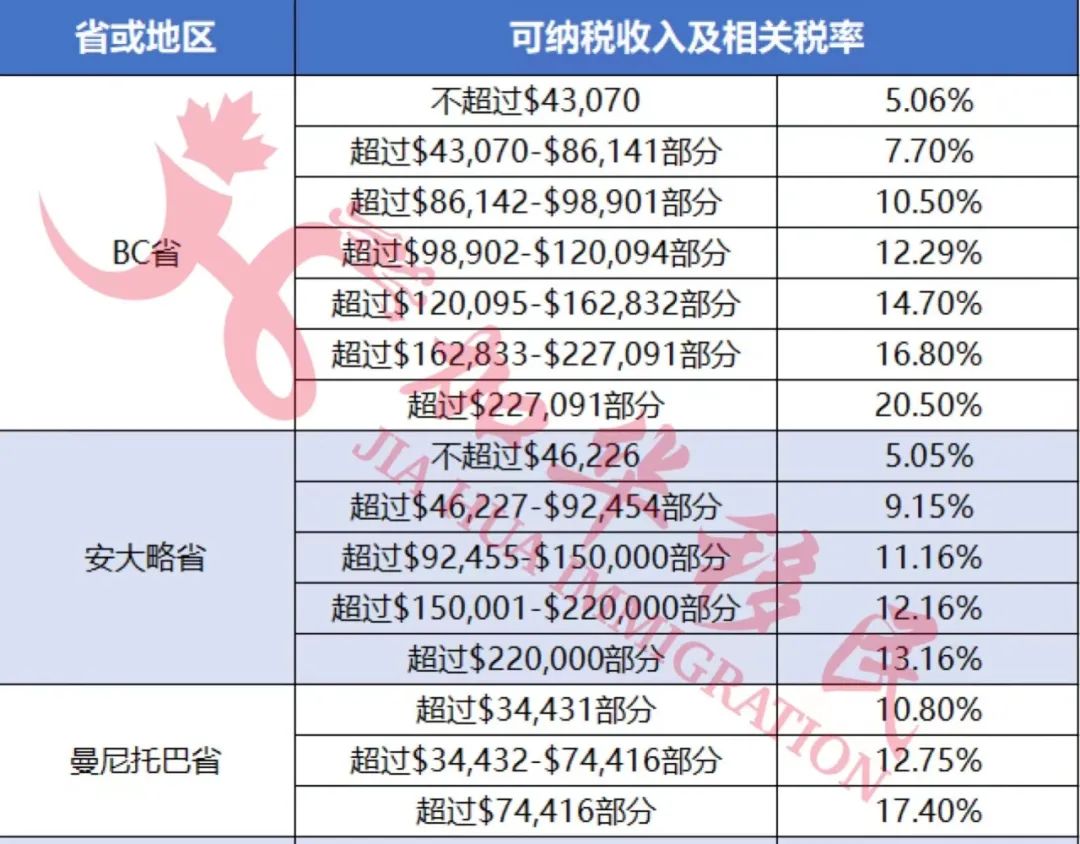 省或地区 可纳税收入及相关税率
BC省
不超过$43,070 5.06%
超过$43,070-$86,141部分 7.70%
超过$86,142-$98,901部分 10.50%
超过$98,902-$120,094部分 12.29%
超过$120,095-$162,832部分 14.70%
超过$162,833-$227,091部分 16.80%
超过$227,091部分 20.50%
安大略省
不超过$46,226 5.05%
超过$46,227-$92,454部分 9.15%
超过$92,455-$150,000部分 11.16%
超过$150,001-$220,000部分 12.16%
超过$220,000部分 13.16%
曼尼托巴省
超过$34,431部分 10.80%
超过$34,432-$74,416部分 12.75%
超过$74,416部分 17.40%
加华移民
JIA HUA IMMIGRATION